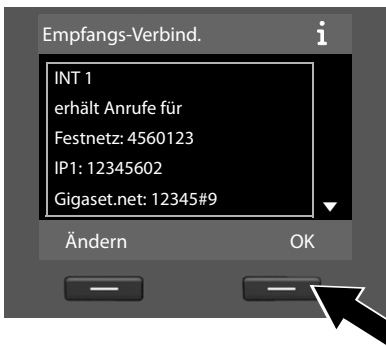 Empfangs-Verbind. i
INT 1
erhält Anrufe für
Festnetz: 4560123
IP1: 12345602
Gigaset.net: 12345#9
Ändern OK